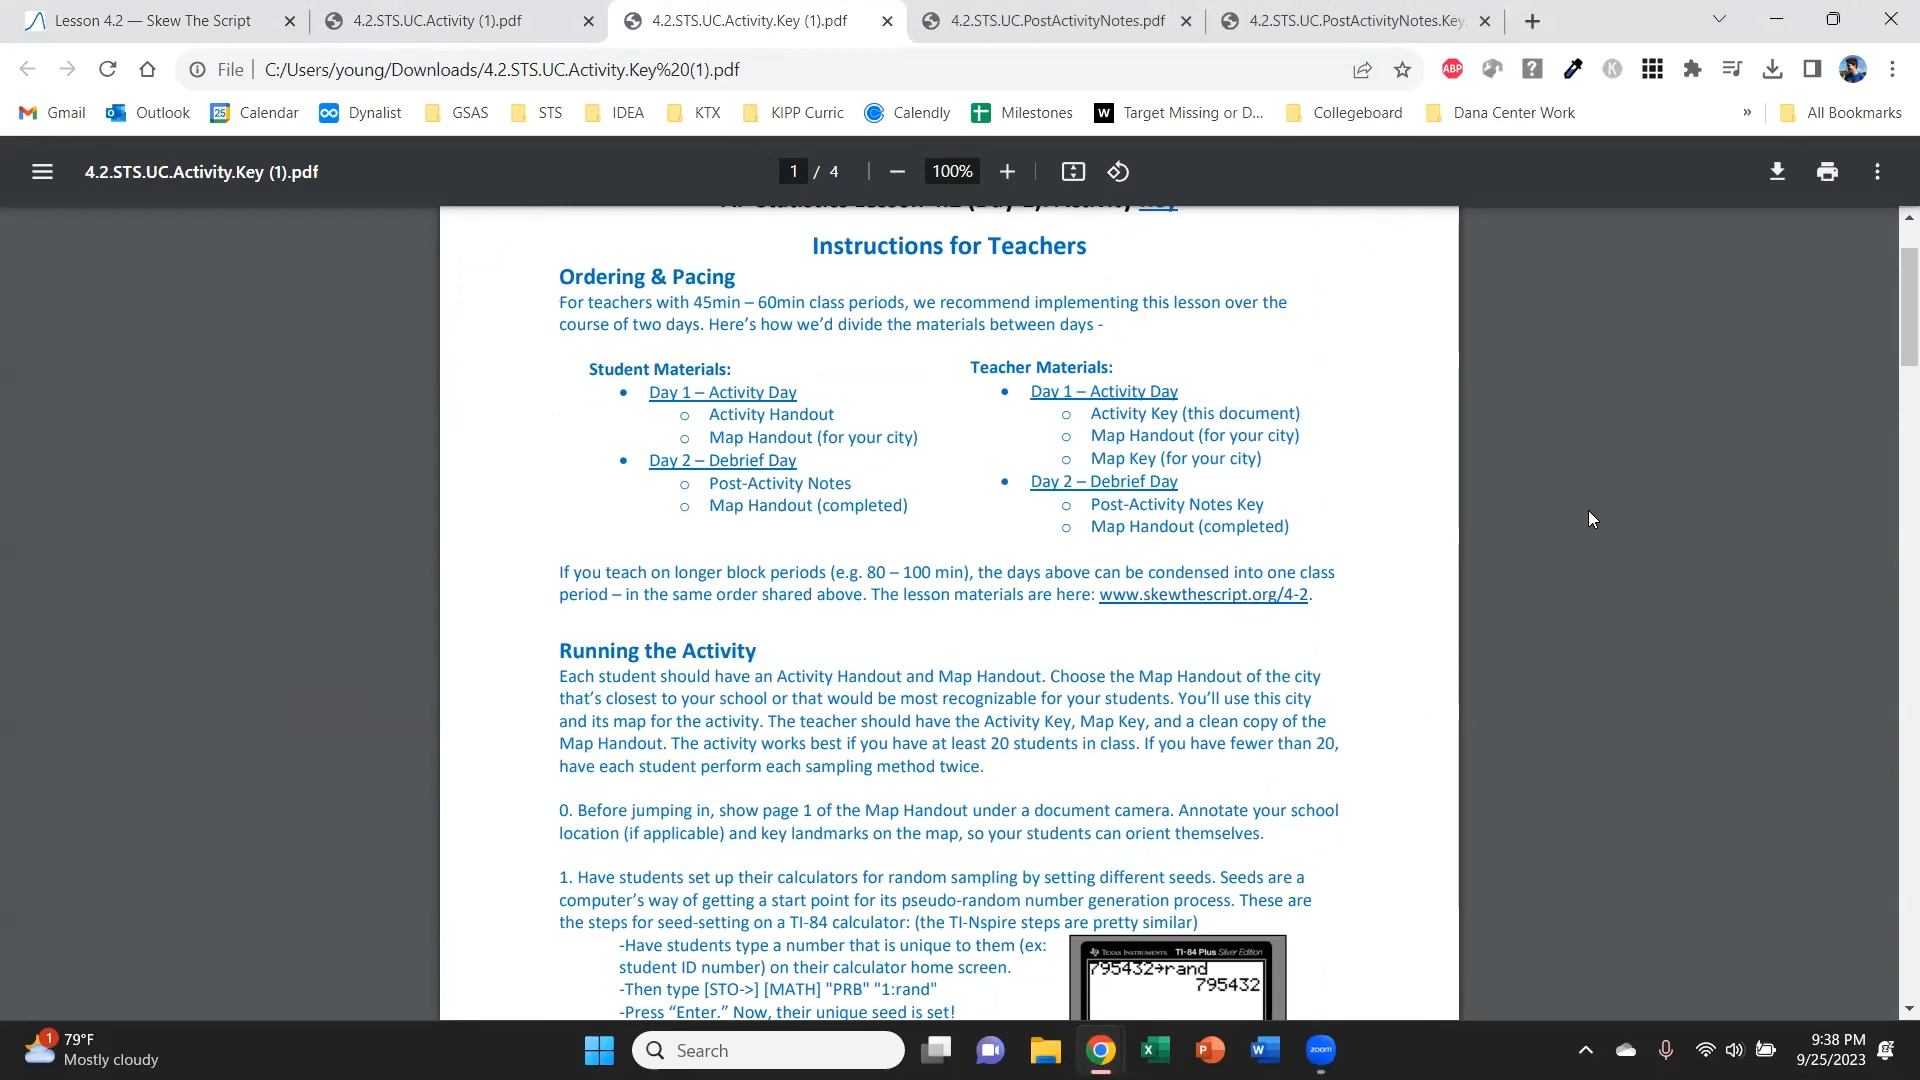 Lesson 4.2 — Skew The Script
4.2.STS.UC.Activity (1).pdf
4.2.STS.UC.Activity.Key (1).pdf
4.2.STS.UC.PostActivityNotes.pdf
4.2.STS.UC.PostActivityNotes.Key.
File
C:/Users/young/Downloads/4.2.STS.UC.Activity.Key%20(1).pdf
ABP
K
Gmail
Outlook
Calendar
Dynalist
GSAS
STS
IDEA
KTX
KIPP Curric
Calendly
Milestones
Target Missing or D...
Collegeboard
Dana Center Work
»
All Bookmarks
4.2.STS.UC.Activity.Key (1).pdf
1 / 4
100%
Instructions for Teachers
Ordering & Pacing
For teachers with 45min – 60min class periods, we recommend implementing this lesson over the
course of two days. Here's how we'd divide the materials between days -
Student Materials:
• Day 1 – Activity Day
o Activity Handout
o Map Handout (for your city)
• Day 2 – Debrief Day
o Post-Activity Notes
o Map Handout (completed)
Teacher Materials:
• Day 1 – Activity Day
o Activity Key (this document)
o Map Handout (for your city)
o Map Key (for your city)
• Day 2 – Debrief Day
o Post-Activity Notes Key
o Map Handout (completed)
If you teach on longer block periods (e.g. 80 – 100 min), the days above can be condensed into one class
period – in the same order shared above. The lesson materials are here: www.skewthescript.org/4-2.
Running the Activity
Each student should have an Activity Handout and Map Handout. Choose the Map Handout of the city
that's closest to your school or that would be most recognizable for your students. You'll use this city
and its map for the activity. The teacher should have the Activity Key, Map Key, and a clean copy of the
Map Handout. The activity works best if you have at least 20 students in class. If you have fewer than 20,
have each student perform each sampling method twice.
0. Before jumping in, show page 1 of the Map Handout under a document camera. Annotate your school
location (if applicable) and key landmarks on the map, so your students can orient themselves.
1. Have students set up their calculators for random sampling by setting different seeds. Seeds are a
computer's way of getting a start point for its pseudo-random number generation process. These are
the steps for seed-setting on a TI-84 calculator: (the TI-Nspire steps are pretty similar)
-Have students type a number that is unique to them (ex:
student ID number) on their calculator home screen.
-Then type [STO->] [MATH] "PRB" "1:rand"
-Press “Enter.” Now, their unique seed is set!
TEXAS INSTRUMENTS TI-84 Plus Silver Edition
795432→rand
795432
1
79°F
Mostly cloudy
Search
zoom
9:38 PM
9/25/2023